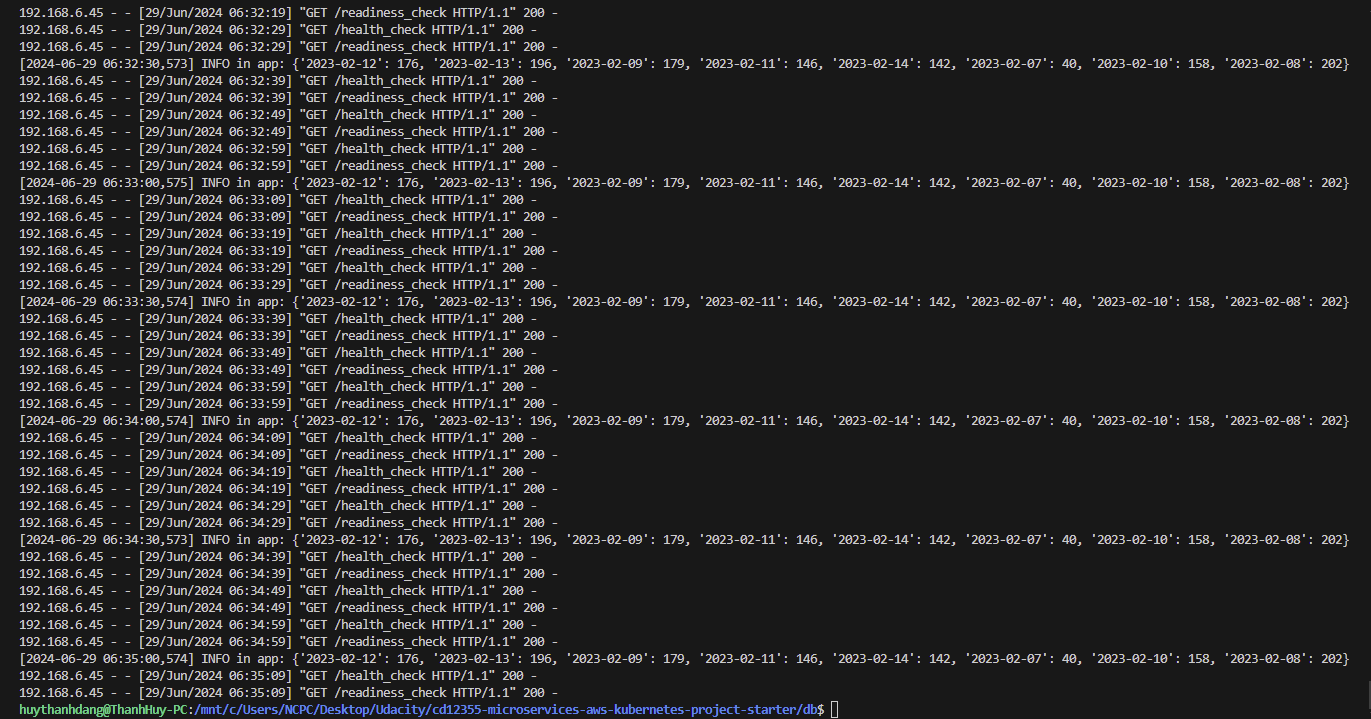 192.168.6.45 - - [29/Jun/2024 06:32:19] "GET /readiness_check HTTP/1.1" 200 -
192.168.6.45 - - [29/Jun/2024 06:32:29] "GET /health_check HTTP/1.1" 200 -
192.168.6.45 - - [29/Jun/2024 06:32:29] "GET /readiness_check HTTP/1.1" 200 -
[2024-06-29 06:32:30,573] INFO in app: {'2023-02-12': 176, '2023-02-13': 196, '2023-02-09': 179, '2023-02-11': 146, '2023-02-14': 142, '2023-02-07': 40, '2023-02-10': 158, '2023-02-08': 202}
192.168.6.45 - - [29/Jun/2024 06:32:39] "GET /health_check HTTP/1.1" 200 -
192.168.6.45 - - [29/Jun/2024 06:32:39] "GET /readiness_check HTTP/1.1" 200 -
192.168.6.45 - - [29/Jun/2024 06:32:49] "GET /health_check HTTP/1.1" 200 -
192.168.6.45 - - [29/Jun/2024 06:32:49] "GET /readiness_check HTTP/1.1" 200 -
192.168.6.45 - - [29/Jun/2024 06:32:59] "GET /health_check HTTP/1.1" 200 -
192.168.6.45 - - [29/Jun/2024 06:32:59] "GET /readiness_check HTTP/1.1" 200 -
[2024-06-29 06:33:00,575] INFO in app: {'2023-02-12': 176, '2023-02-13': 196, '2023-02-09': 179, '2023-02-11': 146, '2023-02-14': 142, '2023-02-07': 40, '2023-02-10': 158, '2023-02-08': 202}
192.168.6.45 - - [29/Jun/2024 06:33:09] "GET /health_check HTTP/1.1" 200 -
192.168.6.45 - - [29/Jun/2024 06:33:09] "GET /readiness_check HTTP/1.1" 200 -
192.168.6.45 - - [29/Jun/2024 06:33:19] "GET /health_check HTTP/1.1" 200 -
192.168.6.45 - - [29/Jun/2024 06:33:19] "GET /readiness_check HTTP/1.1" 200 -
192.168.6.45 - - [29/Jun/2024 06:33:29] "GET /health_check HTTP/1.1" 200 -
192.168.6.45 - - [29/Jun/2024 06:33:29] "GET /readiness_check HTTP/1.1" 200 -
[2024-06-29 06:33:30,574] INFO in app: {'2023-02-12': 176, '2023-02-13': 196, '2023-02-09': 179, '2023-02-11': 146, '2023-02-14': 142, '2023-02-07': 40, '2023-02-10': 158, '2023-02-08': 202}
192.168.6.45 - - [29/Jun/2024 06:33:39] "GET /health_check HTTP/1.1" 200 -
192.168.6.45 - - [29/Jun/2024 06:33:39] "GET /readiness_check HTTP/1.1" 200 -
192.168.6.45 - - [29/Jun/2024 06:33:49] "GET /health_check HTTP/1.1" 200 -
192.168.6.45 - - [29/Jun/2024 06:33:49] "GET /readiness_check HTTP/1.1" 200 -
192.168.6.45 - - [29/Jun/2024 06:33:59] "GET /health_check HTTP/1.1" 200 -
192.168.6.45 - - [29/Jun/2024 06:33:59] "GET /readiness_check HTTP/1.1" 200 -
[2024-06-29 06:34:00,574] INFO in app: {'2023-02-12': 176, '2023-02-13': 196, '2023-02-09': 179, '2023-02-11': 146, '2023-02-14': 142, '2023-02-07': 40, '2023-02-10': 158, '2023-02-08': 202}
192.168.6.45 - - [29/Jun/2024 06:34:09] "GET /health_check HTTP/1.1" 200 -
192.168.6.45 - - [29/Jun/2024 06:34:09] "GET /readiness_check HTTP/1.1" 200 -
192.168.6.45 - - [29/Jun/2024 06:34:19] "GET /health_check HTTP/1.1" 200 -
192.168.6.45 - - [29/Jun/2024 06:34:19] "GET /readiness_check HTTP/1.1" 200 -
192.168.6.45 - - [29/Jun/2024 06:34:29] "GET /health_check HTTP/1.1" 200 -
192.168.6.45 - - [29/Jun/2024 06:34:29] "GET /readiness_check HTTP/1.1" 200 -
[2024-06-29 06:34:30,573] INFO in app: {'2023-02-12': 176, '2023-02-13': 196, '2023-02-09': 179, '2023-02-11': 146, '2023-02-14': 142, '2023-02-07': 40, '2023-02-10': 158, '2023-02-08': 202}
192.168.6.45 - - [29/Jun/2024 06:34:39] "GET /health_check HTTP/1.1" 200 -
192.168.6.45 - - [29/Jun/2024 06:34:39] "GET /readiness_check HTTP/1.1" 200 -
192.168.6.45 - - [29/Jun/2024 06:34:49] "GET /health_check HTTP/1.1" 200 -
192.168.6.45 - - [29/Jun/2024 06:34:49] "GET /readiness_check HTTP/1.1" 200 -
192.168.6.45 - - [29/Jun/2024 06:34:59] "GET /health_check HTTP/1.1" 200 -
192.168.6.45 - - [29/Jun/2024 06:34:59] "GET /readiness_check HTTP/1.1" 200 -
[2024-06-29 06:35:00,574] INFO in app: {'2023-02-12': 176, '2023-02-13': 196, '2023-02-09': 179, '2023-02-11': 146, '2023-02-14': 142, '2023-02-07': 40, '2023-02-10': 158, '2023-02-08': 202}
192.168.6.45 - - [29/Jun/2024 06:35:09] "GET /health_check HTTP/1.1" 200 -
192.168.6.45 - - [29/Jun/2024 06:35:09] "GET /readiness_check HTTP/1.1" 200 -
huythanhdang@ThanhHuy-PC:/mnt/c/Users/NCPC/Desktop/Udacity/cd12355-microservices-aws-kubernetes-project-starter/db$